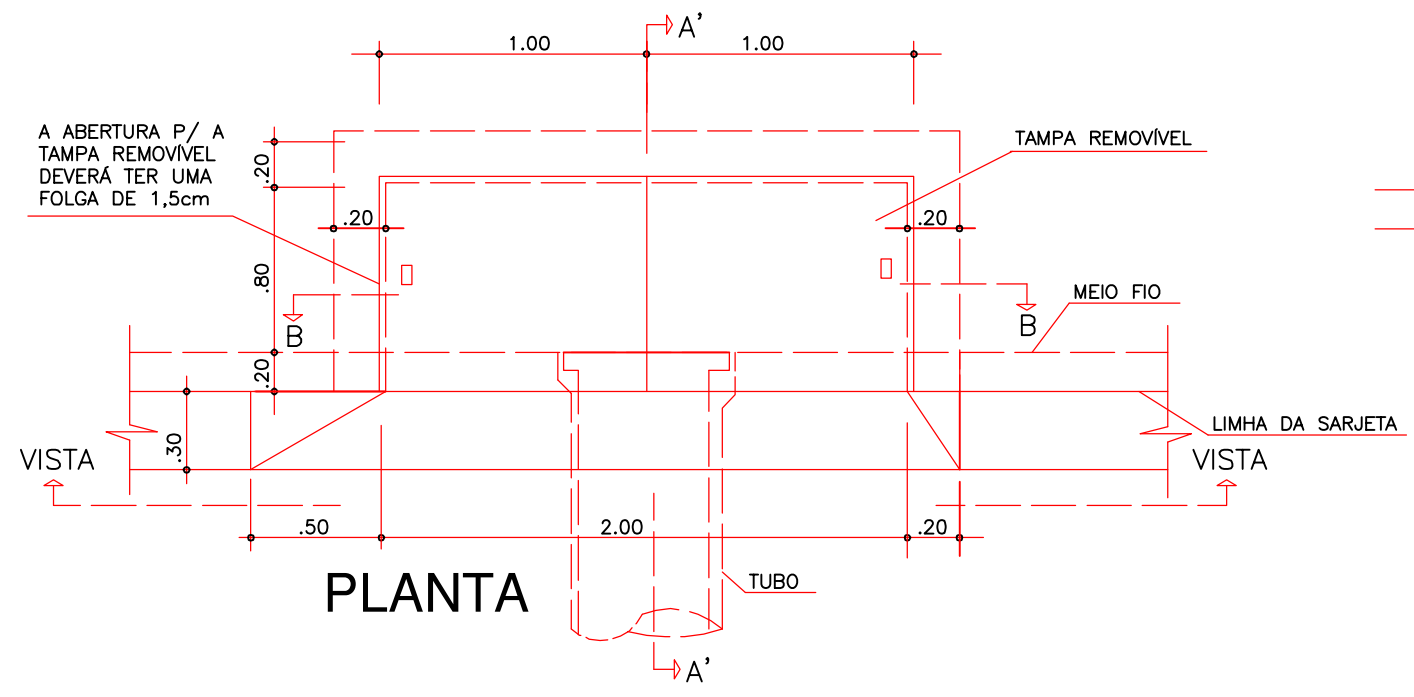 A'
1.00
1.00
A ABERTURA P/ A
TAMPA REMOVÍVEL
DEVERÁ TER UMA
FOLGA DE 1,5cm
TAMPA REMOVÍVEL
.20
.20
.20
.80
MEIO FIO
B
B
.20
LIMHA DA SARJETA
.30
VISTA
VISTA
.50
2.00
.20
PLANTA
TUBO
A'